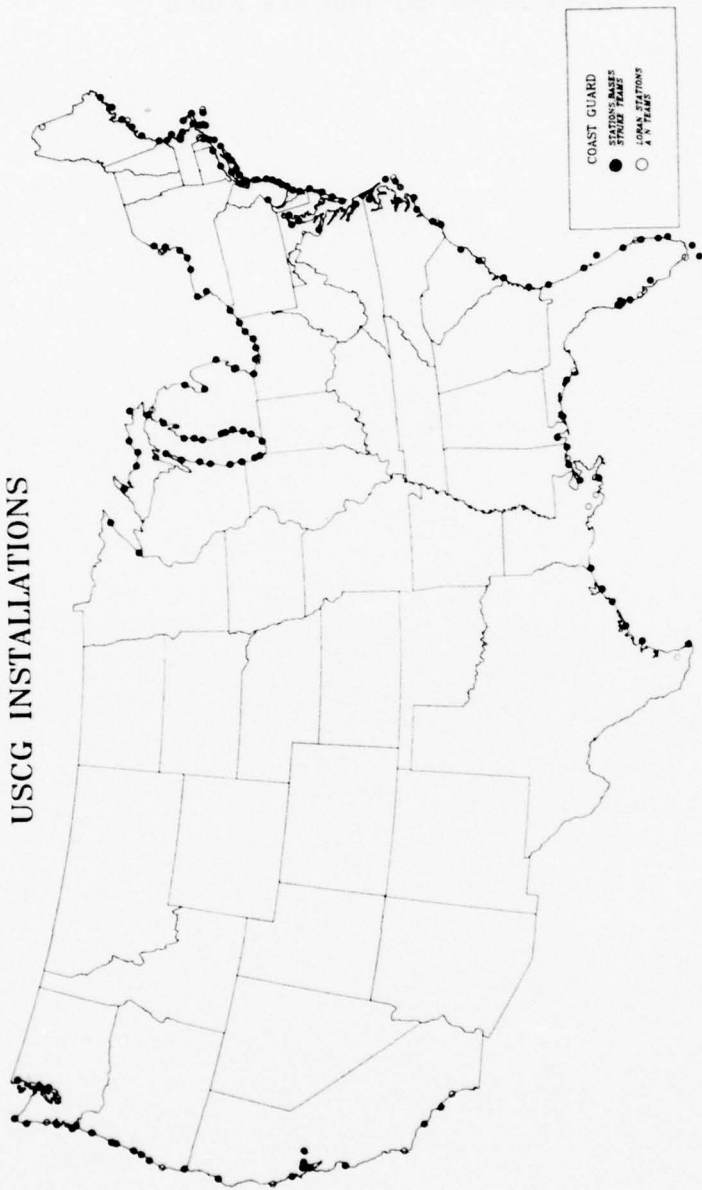 USCG INSTALLATIONS
COAST GUARD
STATIONS, BASES
STRIKE TEAMS
LORAN STATIONS
A N TEAMS